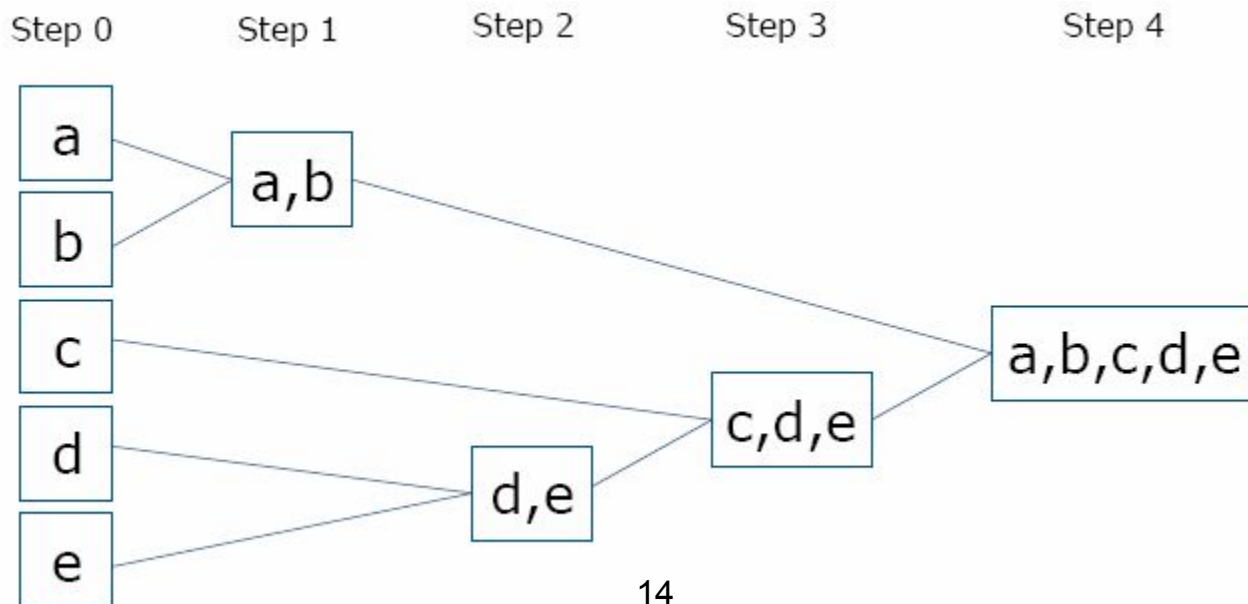 Step 0 Step 1 Step 2 Step 3 Step 4
a
a,b
b
c
a,b,c,d,e
c,d,e
d
d,e
e
14